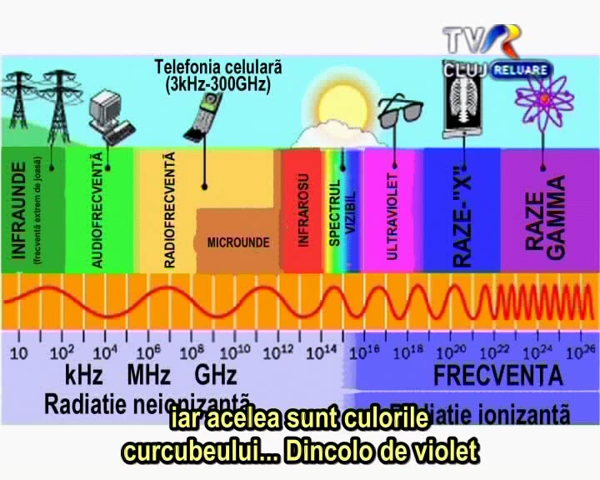 TVR
CLUJ RELUARE
Telefonia celulară
(3kHz-300GHz)
INFRAUNDE
(frecvență extrem de joasă)
AUDIOFRECVENTĂ
RADIOFRECVENTĂ
MICROUNDE
INFRAROSU
SPECTRUL
VIZIBIL
ULTRAVIOLET
RAZE-"X"
RAZE
GAMMA
10 10² 10⁴ 10⁶ 10⁸ 10¹⁰ 10¹² 10¹⁴ 10¹⁶ 10¹⁸ 10²⁰ 10²² 10²⁴ 10²⁶
kHz MHz GHz FRECVENTA
Radiatie neionizantă
Radiatie ionizantă
iar acelea sunt culorile
curcubeului... Dincolo de violet